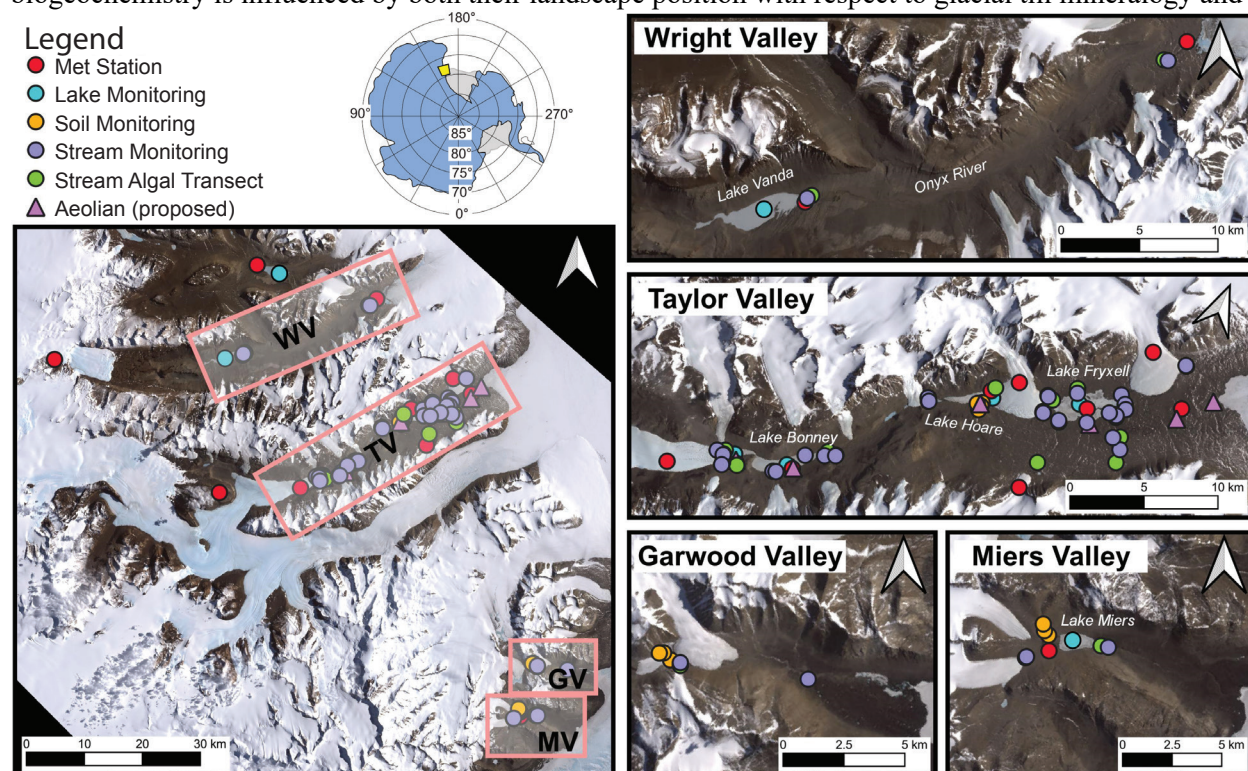 biogeochemistry is influenced by both their landscape position with respect to glacial till mineralogy and
Legend
Met Station
Lake Monitoring
Soil Monitoring
Stream Monitoring
Stream Algal Transect
Aeolian (proposed)
180°
90°
270°
85°
80°
75°
70°
0°
WV
TV
GV
MV
0 10 20 30 km
Wright Valley
Lake Vanda
Onyx River
0 5 10 km
Taylor Valley
Lake Fryxell
Lake Hoare
Lake Bonney
0 5 10 km
Garwood Valley
0 2.5 5 km
Miers Valley
Lake Miers
0 2.5 5 km